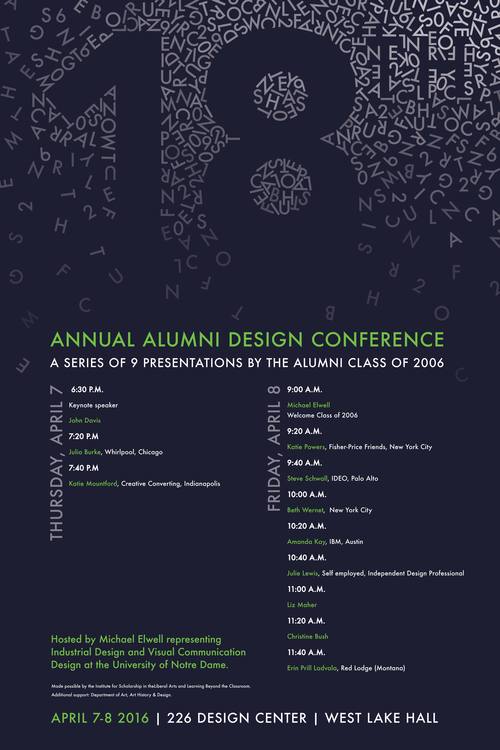 18
ANNUAL ALUMNI DESIGN CONFERENCE
A SERIES OF 9 PRESENTATIONS BY THE ALUMNI CLASS OF 2006
THURSDAY, APRIL 7
6:30 P.M.
Keynote speaker
John Davis
7:20 P.M
Julio Burke, Whirlpool, Chicago
7:40 P.M
Katie Mountford, Creative Converting, Indianapolis
FRIDAY, APRIL 8
9:00 A.M.
Michael Elwell
Welcome Class of 2006
9:20 A.M.
Katie Powers, Fisher-Price Friends, New York City
9:40 A.M.
Steve Schwall, IDEO, Palo Alto
10:00 A.M.
Beth Wernet, New York City
10:20 A.M.
Amanda Kay, IBM, Austin
10:40 A.M.
Julie Lewis, Self employed, Independent Design Professional
11:00 A.M.
Liz Maher
11:20 A.M.
Christine Bush
11:40 A.M.
Erin Prill Ladvala, Red Lodge (Montana)
Hosted by Michael Elwell representing
Industrial Design and Visual Communication
Design at the University of Notre Dame.
Made possible by the Institute for Scholarship in theLiberal Arts and Learning Beyond the Classroom.
Additional support: Department of Art, Art History & Design.
APRIL 7-8 2016 | 226 DESIGN CENTER | WEST LAKE HALL